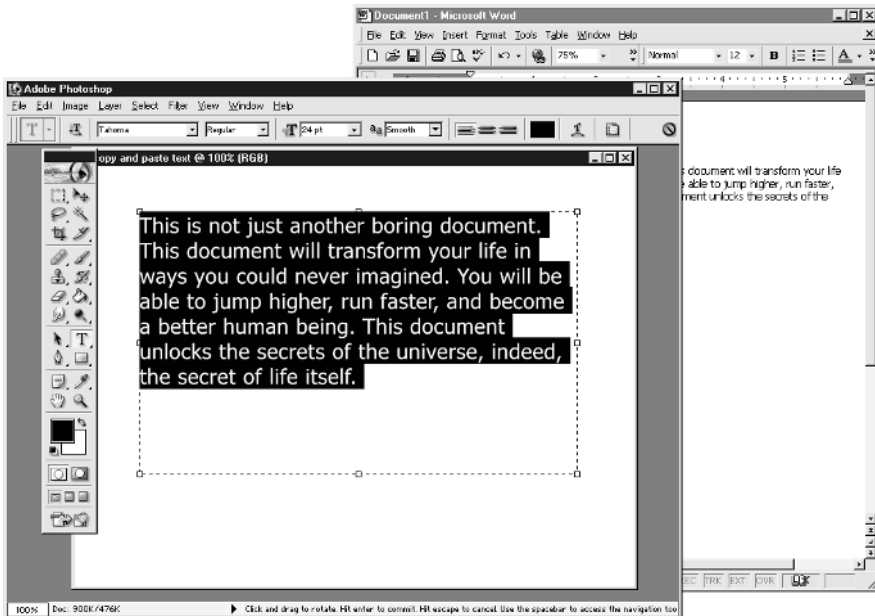 Document1 - Microsoft Word
File Edit View Insert Format Tools Table Window Help
75% Normal 12 B A
5
Adobe Photoshop
File Edit Image Layer Select Filter View Window Help
T T Tahoma Regular T 24 pt aa Smooth
opy and paste text @ 100% (RGB)
document will transform your life
able to jump higher, run faster,
ment unlocks the secrets of the
This is not just another boring document.
This document will transform your life in
ways you could never imagined. You will be
able to jump higher, run faster, and become
a better human being. This document
unlocks the secrets of the universe, indeed,
the secret of life itself.
T
EC TRK EXT OVR
100% Doc: 900K/476K Click and drag to rotate. Hit enter to commit. Hit escape to cancel. Use the spacebar to access the navigation too